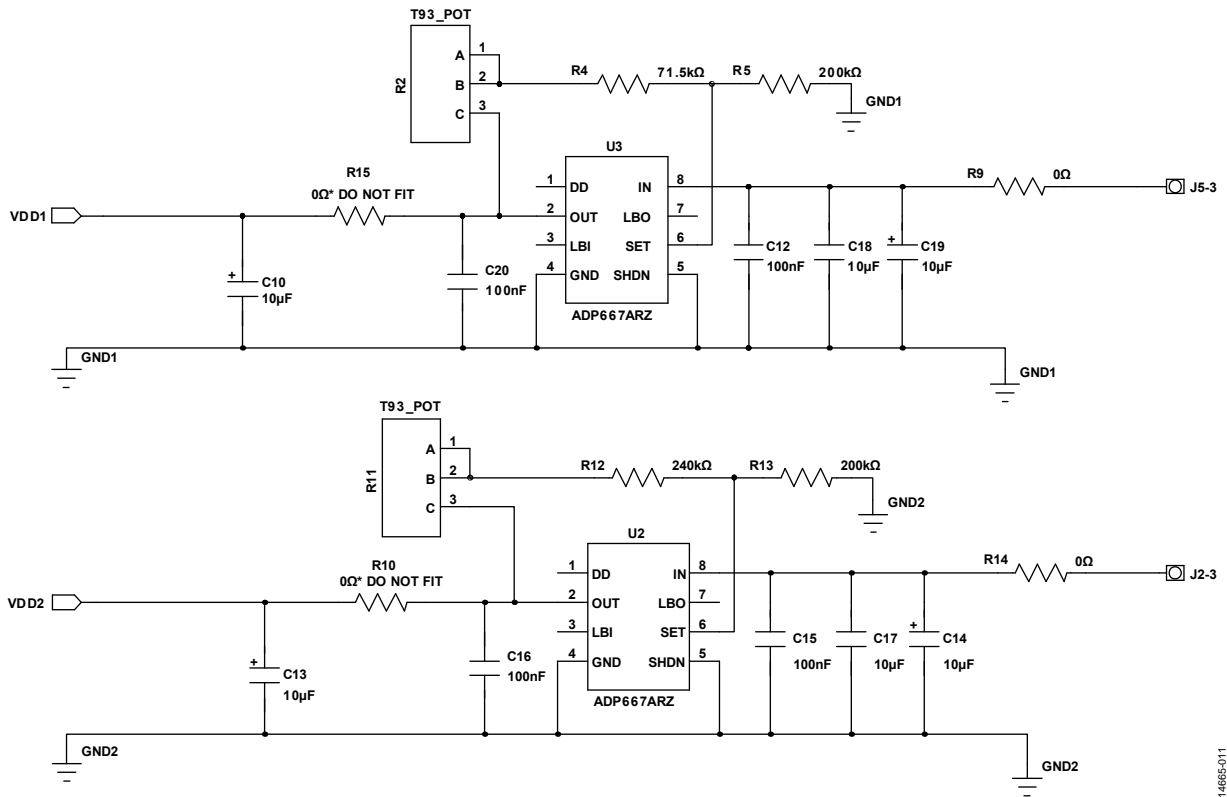 T93_POT
R2
A 1
B 2
C 3
R4 71.5kΩ
R5 200kΩ
GND1
U3
1 DD IN 8
2 OUT LBO 7
3 LBI SET 6
4 GND SHDN 5
ADP667ARZ
R15
0Ω* DO NOT FIT
VDD1
C10
10µF
C20
100nF
C12
100nF
C18
10µF
C19
10µF
+
+
R9 0Ω
J5-3
GND1
GND1
T93_POT
R11
A 1
B 2
C 3
R12 240kΩ
R13 200kΩ
GND2
U2
1 DD IN 8
2 OUT LBO 7
3 LBI SET 6
4 GND SHDN 5
ADP667ARZ
R10
0Ω* DO NOT FIT
VDD2
C13
10µF
C16
100nF
C15
100nF
C17
10µF
C14
10µF
+
+
R14 0Ω
J2-3
GND2
GND2
14665-011